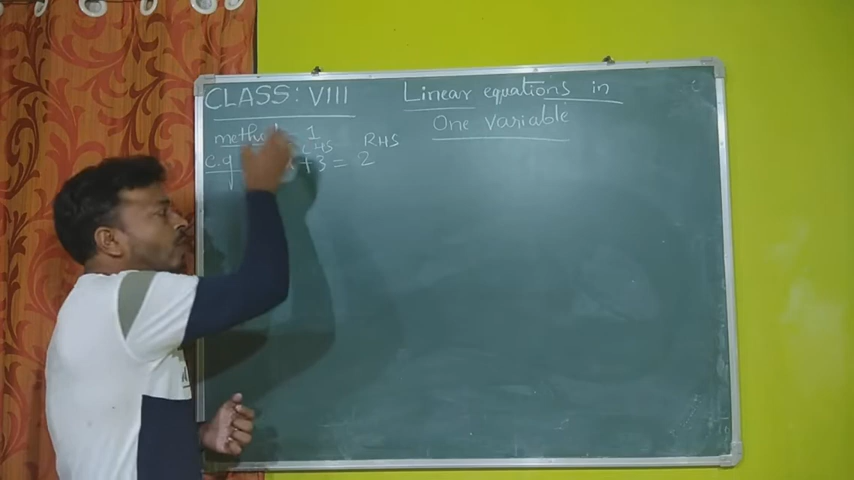 CLASS: VIII
Linear equations in
One variable
method 1
LHS RHS
e.g +3 = 2